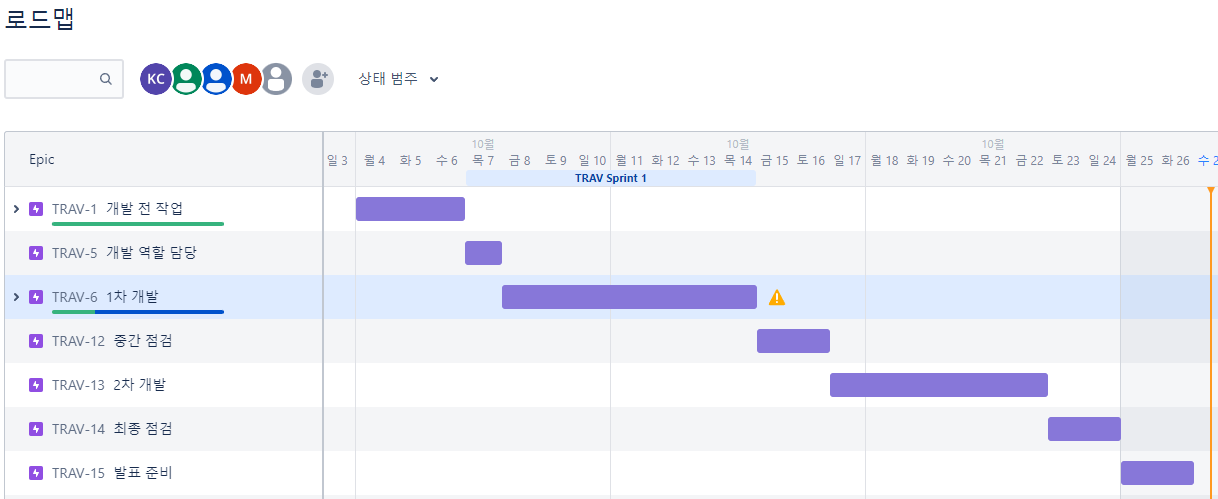 로드맵
KC M 상태 범주
Epic
10월 10월 10월
일 3 월 4 화 5 수 6 목 7 금 8 토 9 일 10 월 11 화 12 수 13 목 14 금 15 토 16 일 17 월 18 화 19 수 20 목 21 금 22 토 23 일 24 월 25 화 26 수 2
TRAV Sprint 1
TRAV-1 개발 전 작업
TRAV-5 개발 역할 담당
TRAV-6 1차 개발
TRAV-12 중간 점검
TRAV-13 2차 개발
TRAV-14 최종 점검
TRAV-15 발표 준비